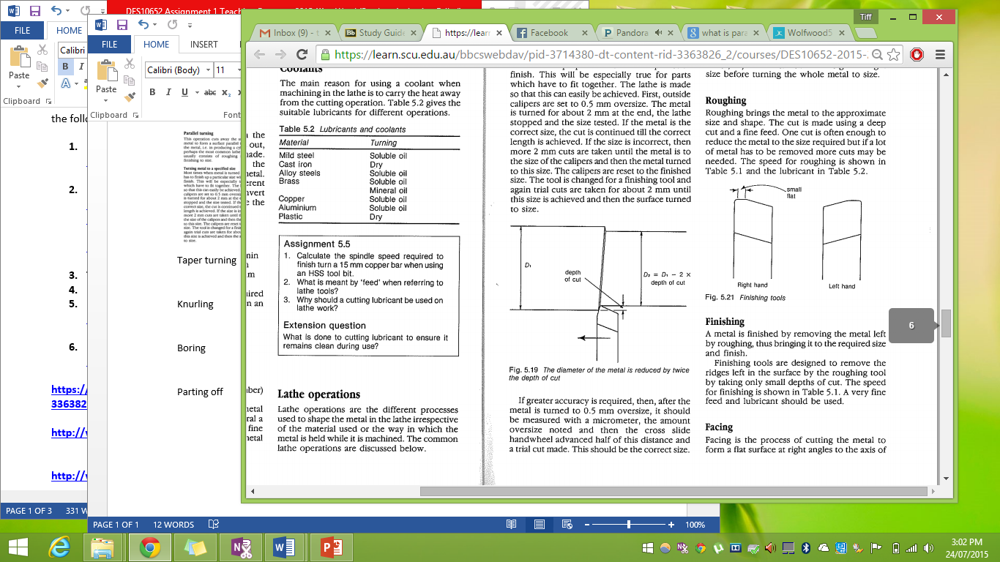 DES10652 Assignment 1
FILE
HOME
Calibri
Paste
B
I
Clipboard
the follo
1.
2.
3.
4.
5.
6.
https:/
336382
http://w
http://w
PAGE 1 OF 3
331 W
FILE
HOME
INSERT
Calibri (Body)
11
Paste
B I U abc
Clipboard
Font
Parallel turning
Turning metal to a specified size
Taper turning
Knurling
Boring
Parting off
PAGE 1 OF 1
12 WORDS
100%
Tiff
Inbox (9) - t
Bb Study Guide
https://lear
Facebook
Pandora
what is para
Wolfwood5
https://learn.scu.edu.au/bbcswebdav/pid-3714380-dt-content-rid-3363826_2/courses/DES10652-2015-
Coolants
The main reason for using a coolant when
machining in the lathe is to carry the heat away
from the cutting operation. Table 5.2 gives the
suitable lubricants for different operations.
Table 5.2 Lubricants and coolants
Material Turning
Mild steel Soluble oil
Cast iron Dry
Alloy steels Soluble oil
Brass Soluble oil
Mineral oil
Copper Soluble oil
Aluminium Soluble oil
Plastic Dry
Assignment 5.5
1. Calculate the spindle speed required to
finish turn a 15 mm copper bar when using
an HSS tool bit.
2. What is meant by 'feed' when referring to
lathe tools?
3. Why should a cutting lubricant be used on
lathe work?
Extension question
What is done to cutting lubricant to ensure it
remains clean during use?
Lathe operations
Lathe operations are the different processes
used to shape the metal in the lathe irrespective
of the material used or the way in which the
metal is held while it is machined. The common
lathe operations are discussed below.
finish. This will be especially true for parts
which have to fit together. The lathe is made
so that this can easily be achieved. First, outside
calipers are set to 0.5 mm oversize. The metal
is turned for about 2 mm at the end, the lathe
stopped and the size tested. If the metal is the
correct size, the cut is continued till the correct
length is achieved. If the size is incorrect, then
more 2 mm cuts are taken until the metal is to
the size of the calipers and then the metal turned
to this size. The calipers are reset to the finished
size. The tool is changed for a finishing tool and
again trial cuts are taken for about 2 mm until
this size is achieved and then the surface turned
to size.
D₁
depth
of cut
D₂ = D₁ − 2 ×
depth of cut
Fig. 5.19 The diameter of the metal is reduced by twice
the depth of cut
If greater accuracy is required, then, after the
metal is turned to 0.5 mm oversize, it should
be measured with a micrometer, the amount
oversize noted and then the cross slide
handwheel advanced half of this distance and
a trial cut made. This should be the correct size.
size before turning the whole metal to size.
Roughing
Roughing brings the metal to the approximate
size and shape. The cut is made using a deep
cut and a fine feed. One cut is often enough to
reduce the metal to the size required but if a lot
of metal has to be removed more cuts may be
needed. The speed for roughing is shown in
Table 5.1 and the lubricant in Table 5.2.
small
flat
Right hand
Left hand
Fig. 5.21 Finishing tools
Finishing
A metal is finished by removing the metal left
by roughing, thus bringing it to the required size
and finish.
Finishing tools are designed to remove the
ridges left in the surface by the roughing tool
by taking only small depths of cut. The speed
for finishing is shown in Table 5.1. A very fine
feed and lubricant should be used.
Facing
Facing is the process of cutting the metal to
form a flat surface at right angles to the axis of
6
3:02 PM
24/07/2015